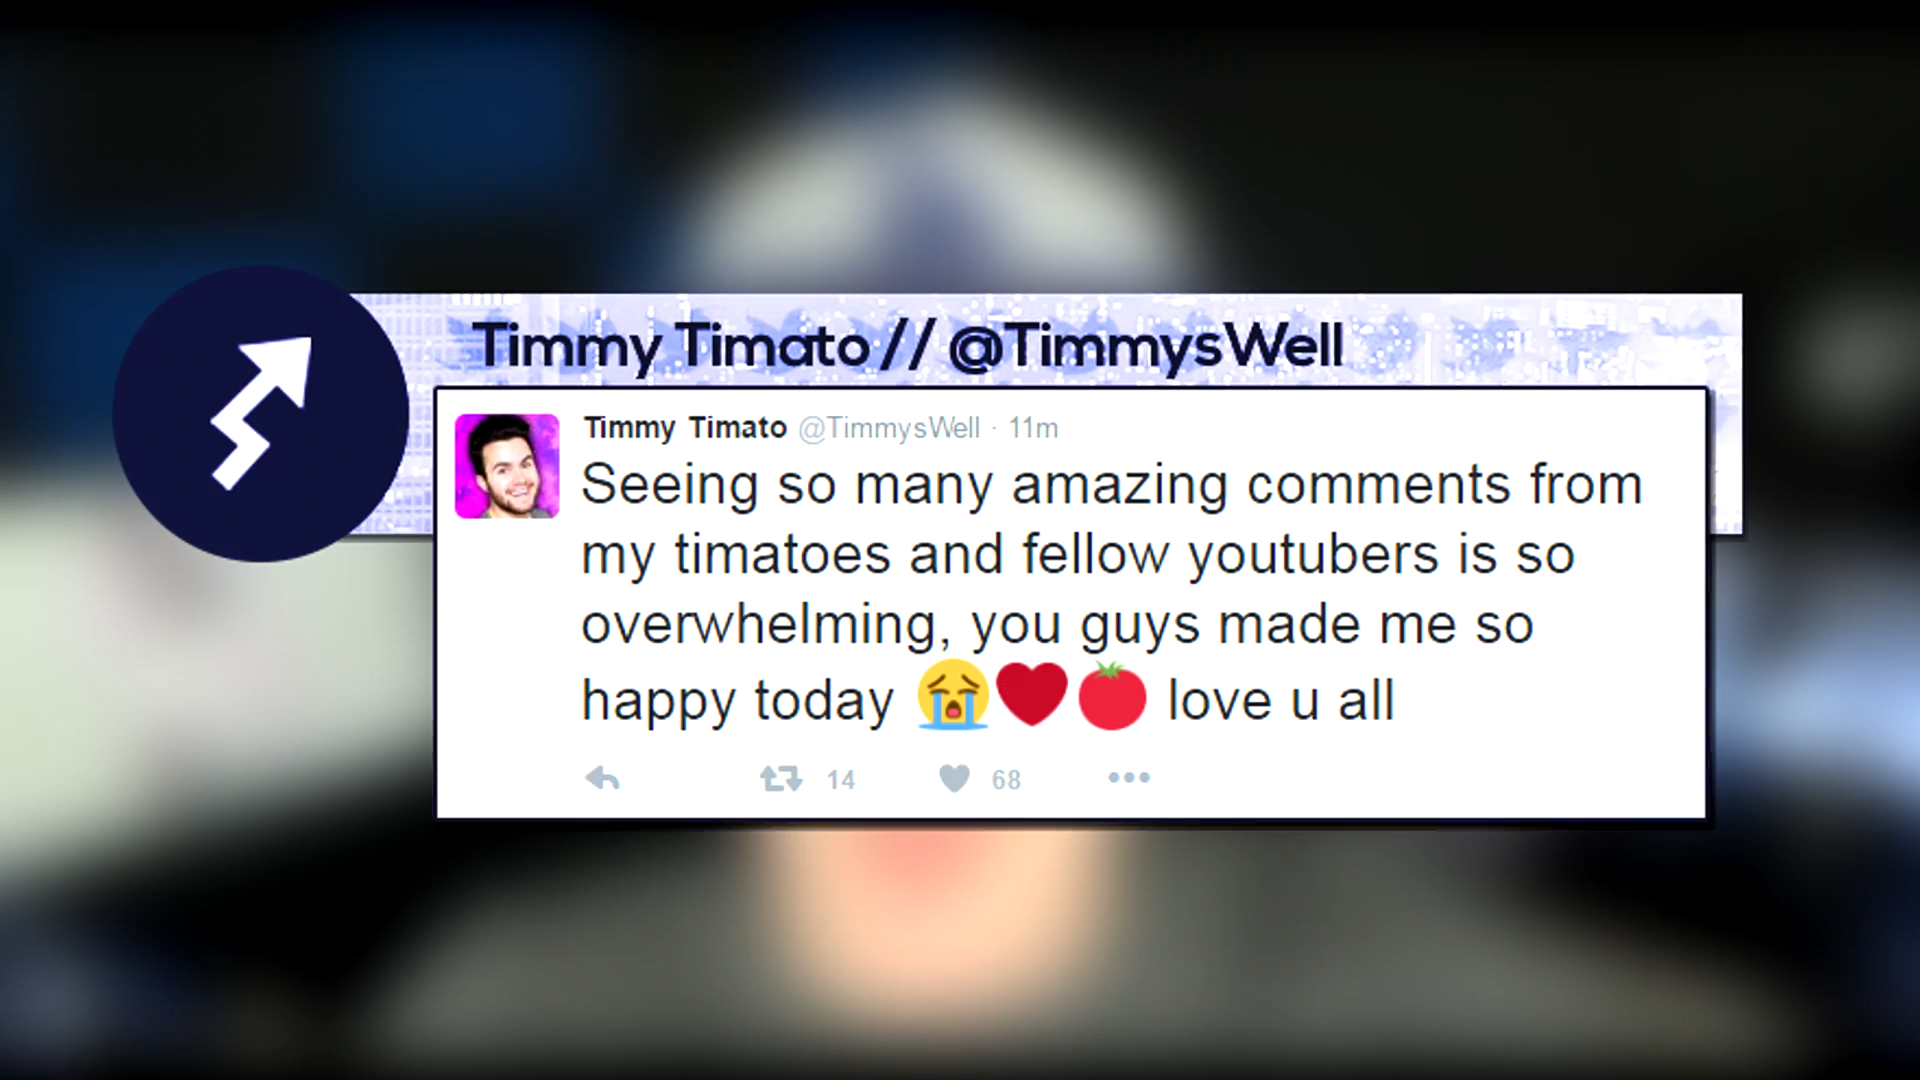 Timmy Timato // @TimmysWell
Timmy Timato @TimmysWell · 11m
Seeing so many amazing comments from
my timatoes and fellow youtubers is so
overwhelming, you guys made me so
happy today 😭❤️🍅 love u all
14 68